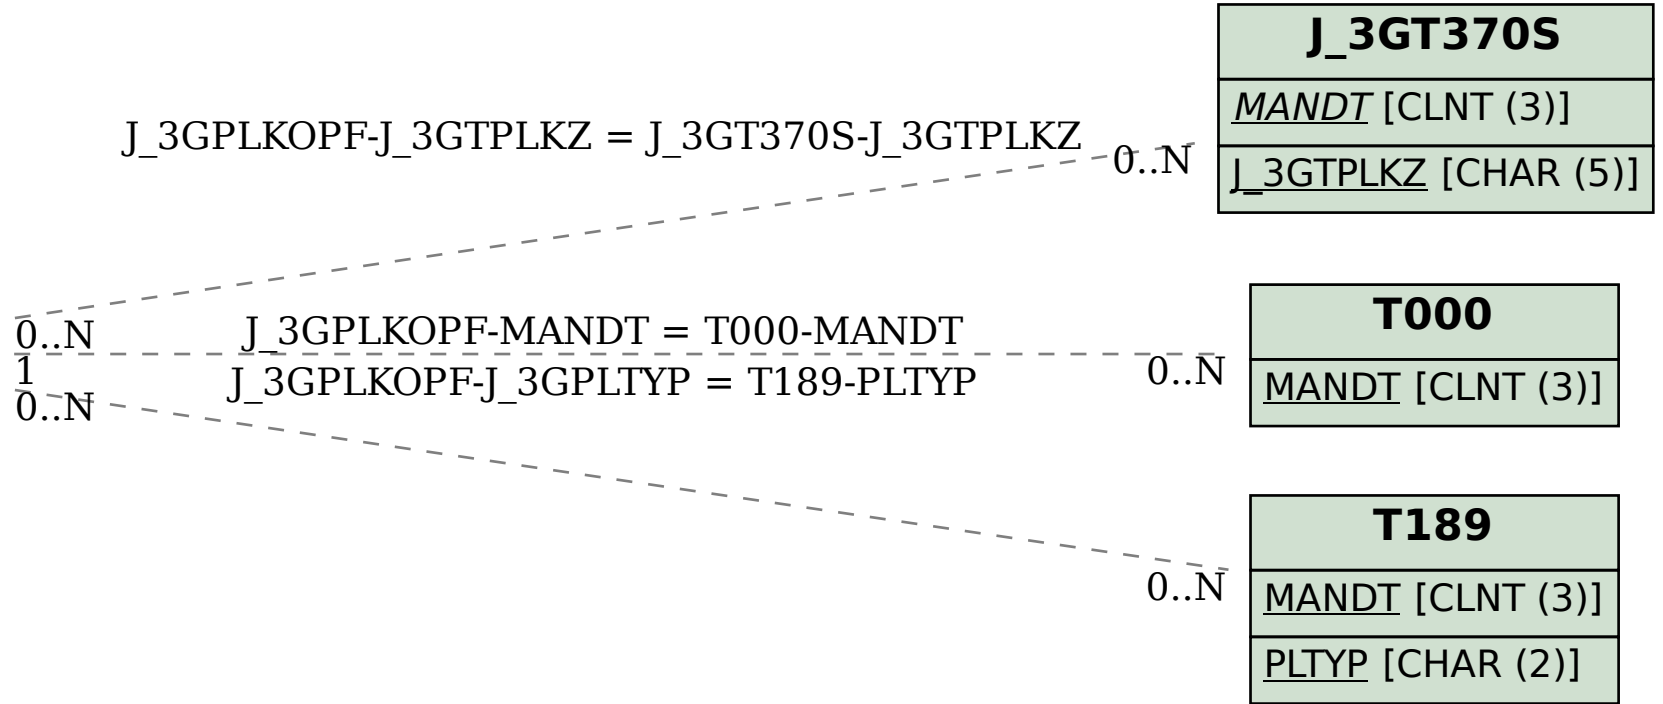 J_3GT370S
MANDT [CLNT (3)]
J_3GTPLKZ [CHAR (5)]
J_3GPLKOPF-J_3GTPLKZ = J_3GT370S-J_3GTPLKZ
0..N
0..N
J_3GPLKOPF-MANDT = T000-MANDT
1
0..N
J_3GPLKOPF-J_3GPLTYP = T189-PLTYP
0..N
0..N
T000
MANDT [CLNT (3)]
T189
MANDT [CLNT (3)]
PLTYP [CHAR (2)]